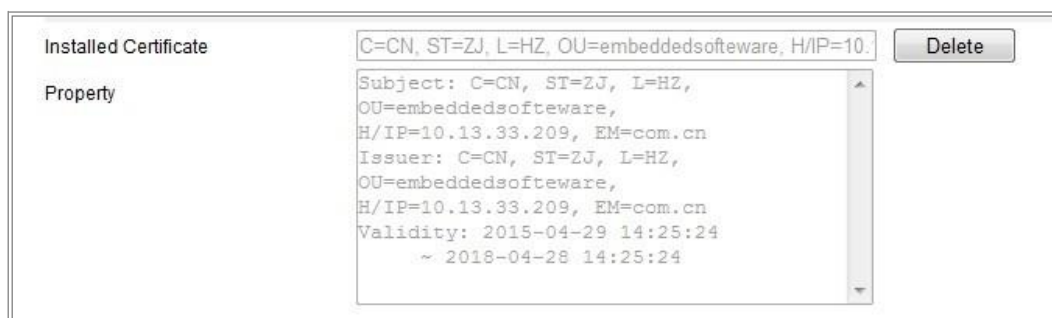 Installed Certificate
C=CN, ST=ZJ, L=HZ, OU=embeddedsofteware, H/IP=10.
Delete
Property
Subject: C=CN, ST=ZJ, L=HZ,
OU=embeddedsofteware,
H/IP=10.13.33.209, EM=com.cn
Issuer: C=CN, ST=ZJ, L=HZ,
OU=embeddedsofteware,
H/IP=10.13.33.209, EM=com.cn
Validity: 2015-04-29 14:25:24
~ 2018-04-28 14:25:24